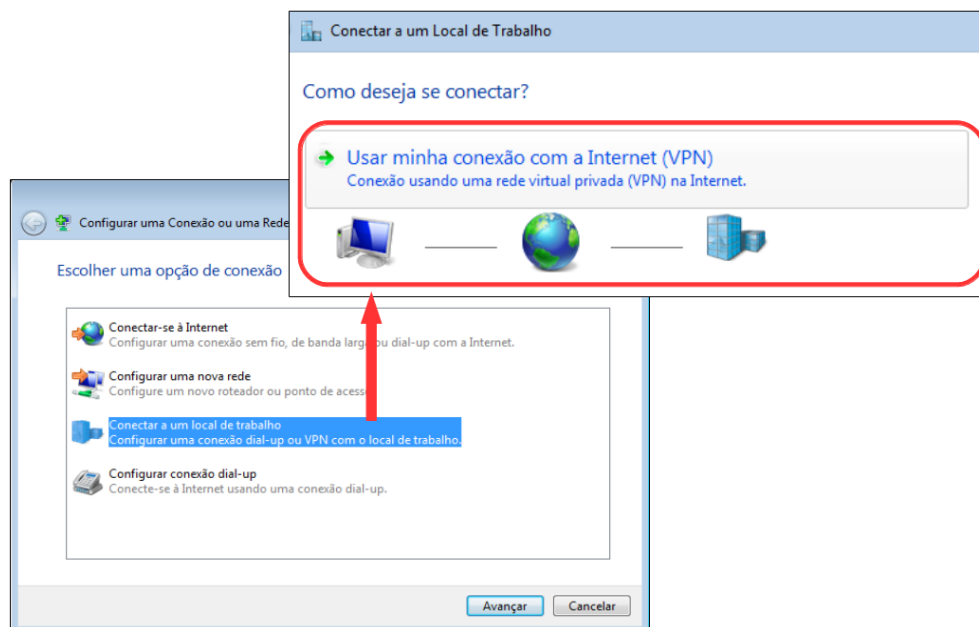 Conectar a um Local de Trabalho
Como deseja se conectar?
Usar minha conexão com a Internet (VPN)
Conexão usando uma rede virtual privada (VPN) na Internet.
Configurar uma Conexão ou uma Rede
Escolher uma opção de conexão
Conectar-se à Internet
Configurar uma conexão sem fio, de banda larga ou dial-up com a Internet.
Configurar uma nova rede
Configure um novo roteador ou ponto de acesso
Conectar a um local de trabalho
Configurar uma conexão dial-up ou VPN com o local de trabalho.
Configurar conexão dial-up
Conecte-se à Internet usando uma conexão dial-up.
Avançar Cancelar